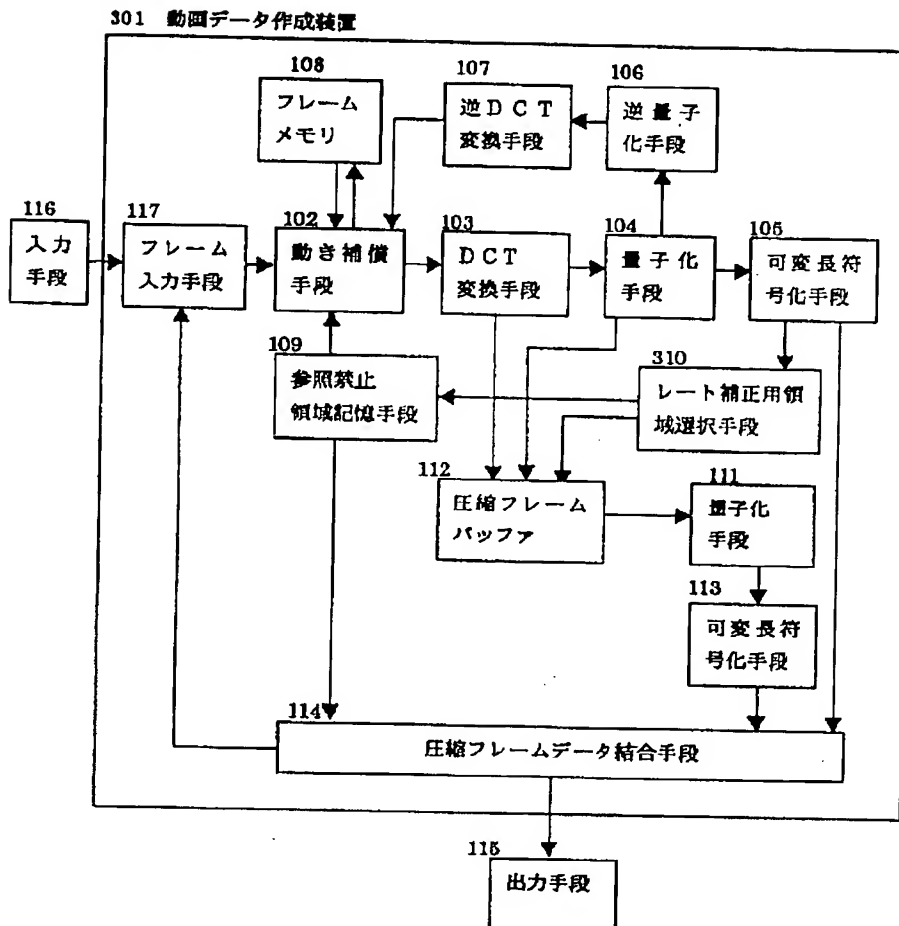 301 動画データ作成装置
108
フレーム
メモリ
107
逆DCT
変換手段
106
逆量子
化手段
116
入力
手段
117
フレーム
入力手段
102
動き補償
手段
103
DCT
変換手段
104
量子化
手段
105
可変長符
号化手段
109
参照禁止
領域記憶手段
310
レート補正用領
域選択手段
112
圧縮フレーム
バッファ
111
量子化
手段
113
可変長符
号化手段
114
圧縮フレームデータ結合手段
115
出力手段